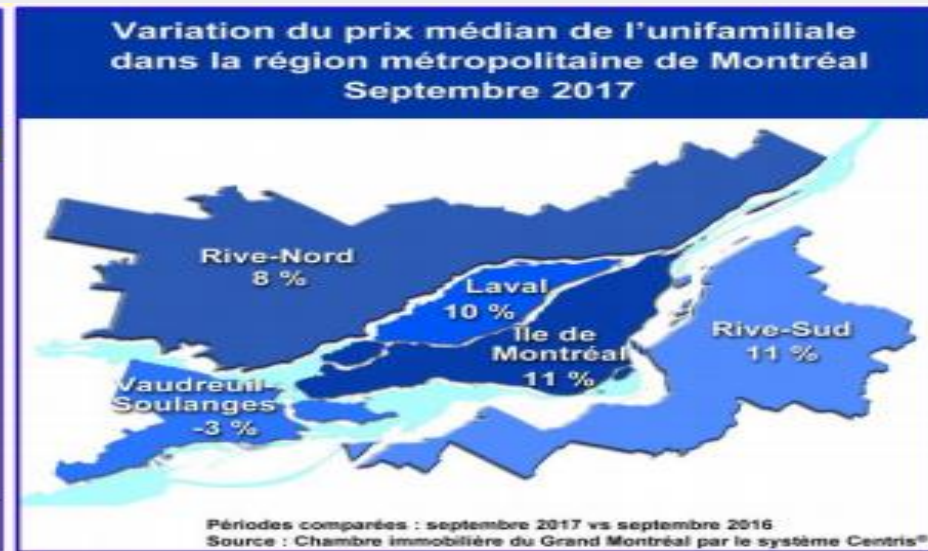 Variation du prix médian de l'unifamiliale
dans la région métropolitaine de Montréal
Septembre 2017
Rive-Nord
8 %
Laval
10 %
Île de
Montréal
11 %
Rive-Sud
11 %
Vaudreuil-
Soulanges
-3 %
Périodes comparées : septembre 2017 vs septembre 2016
Source : Chambre immobilière du Grand Montréal par le système Centris®